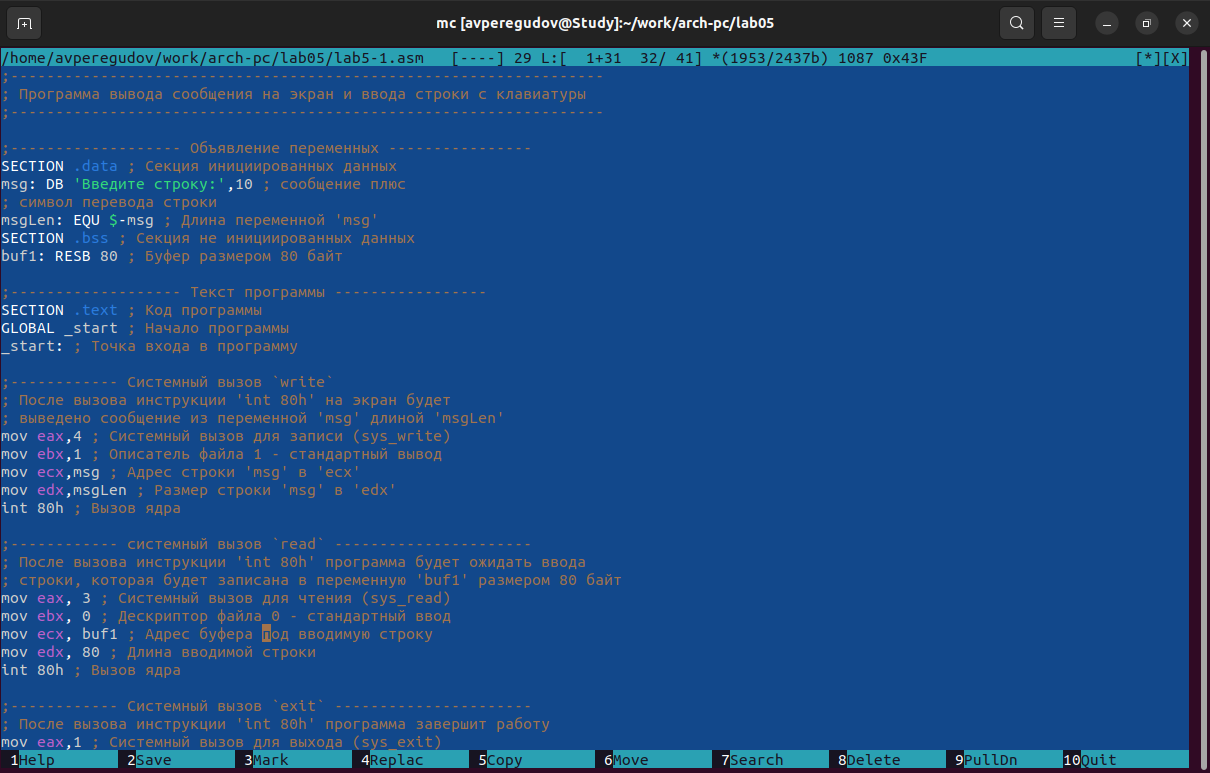 mc [avperegudov@Study]:~/work/arch-pc/lab05
/home/avperegudov/work/arch-pc/lab05/lab5-1.asm   [----] 29 L:[  1+31  32/ 41] *(1953/2437b) 1087 0x43F   [*][X]
;------------------------------------------------------------------
; Программа вывода сообщения на экран и ввода строки с клавиатуры
;------------------------------------------------------------------
;------------------- Объявление переменных ----------------
SECTION .data ; Секция инициированных данных
msg: DB 'Введите строку:',10 ; сообщение плюс
; символ перевода строки
msgLen: EQU $-msg ; Длина переменной 'msg'
SECTION .bss ; Секция не инициированных данных
buf1: RESB 80 ; Буфер размером 80 байт
;------------------- Текст программы -----------------
SECTION .text ; Код программы
GLOBAL _start ; Начало программы
_start: ; Точка входа в программу
;------------ Системный вызов `write`
; После вызова инструкции 'int 80h' на экран будет
; выведено сообщение из переменной 'msg' длиной 'msgLen'
mov eax,4 ; Системный вызов для записи (sys_write)
mov ebx,1 ; Описатель файла 1 - стандартный вывод
mov ecx,msg ; Адрес строки 'msg' в 'ecx'
mov edx,msgLen ; Размер строки 'msg' в 'edx'
int 80h ; Вызов ядра
;------------ системный вызов `read` ----------------------
; После вызова инструкции 'int 80h' программа будет ожидать ввода
; строки, которая будет записана в переменную 'buf1' размером 80 байт
mov eax, 3 ; Системный вызов для чтения (sys_read)
mov ebx, 0 ; Дескриптор файла 0 - стандартный ввод
mov ecx, buf1 ; Адрес буфера под вводимую строку
mov edx, 80 ; Длина вводимой строки
int 80h ; Вызов ядра
;------------ Системный вызов `exit` ----------------------
; После вызова инструкции 'int 80h' программа завершит работу
mov eax,1 ; Системный вызов для выхода (sys_exit)
1Help 2Save 3Mark 4Replac 5Copy 6Move 7Search 8Delete 9PullDn 10Quit